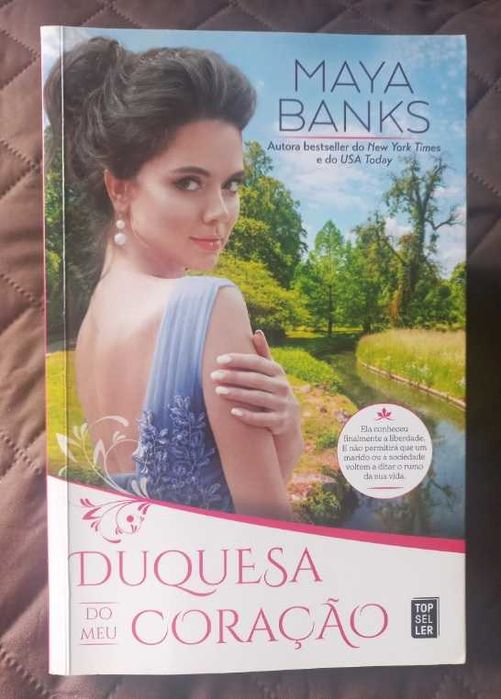 MAYA
BANKS
Autora bestseller do New York Times
e do USA Today
Ela conheceu
finalmente a liberdade.
E não permitirá que um
marido ou a sociedade
voltem a ditar o rumo
da sua vida.
DUQUESA
DO
MEU
CORAÇÃO
TOP
SEL
LER